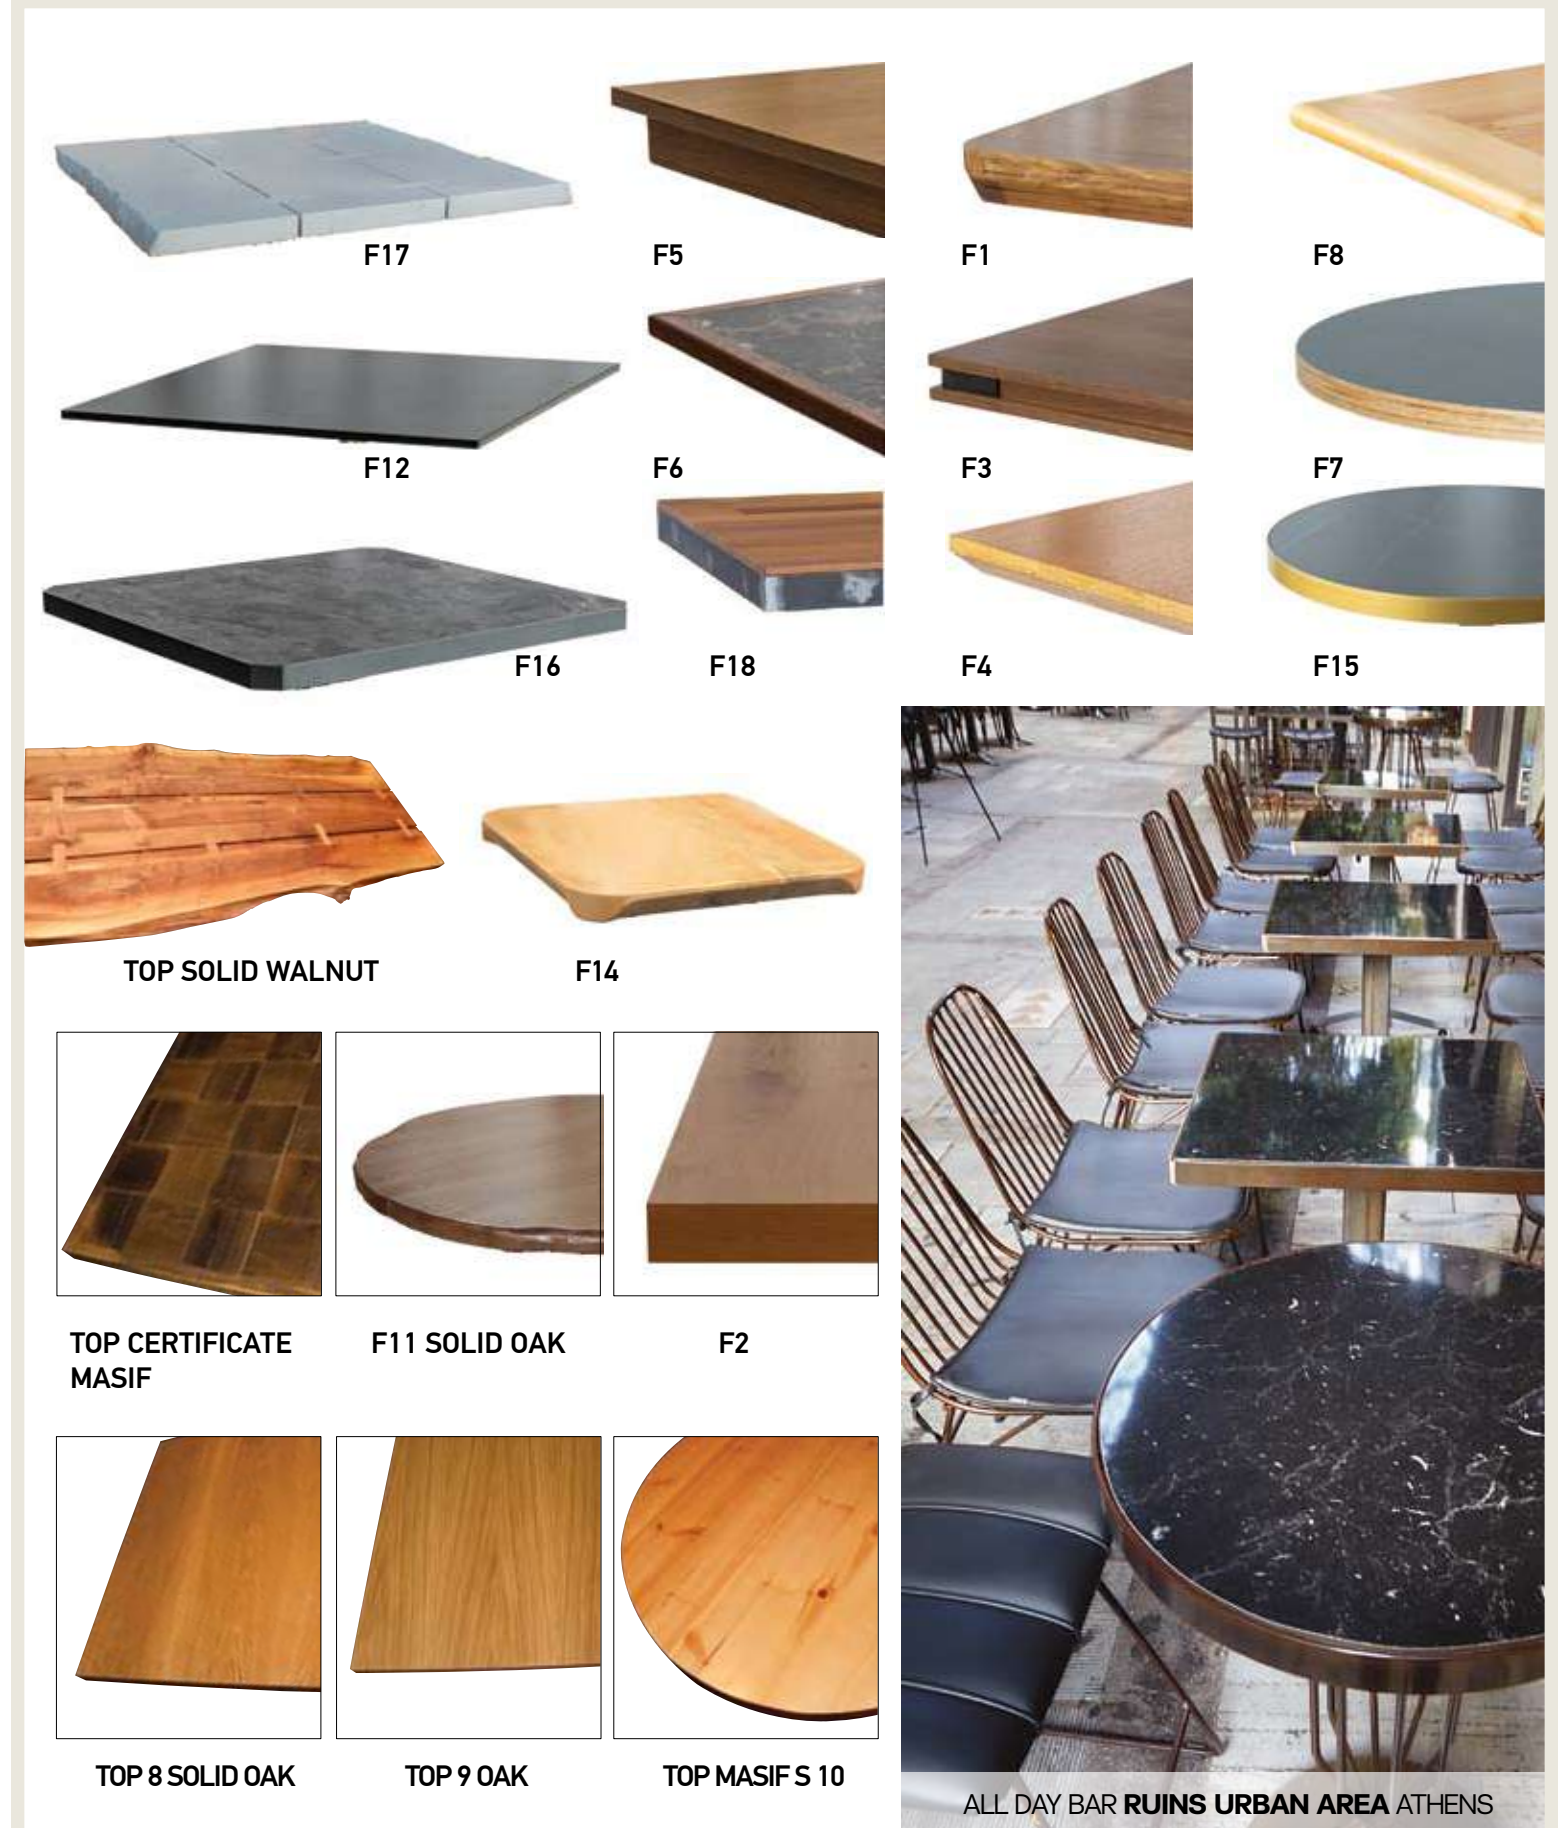 F17
F5
F1
F8
F12
F6
F3
F7
F16
F18
F4
F15
TOP SOLID WALNUT
F14
TOP CERTIFICATE
MASIF
F11 SOLID OAK
F2
TOP 8 SOLID OAK
TOP 9 OAK
TOP MASIF S 10
ALL DAY BAR RUINS URBAN AREA ATHENS